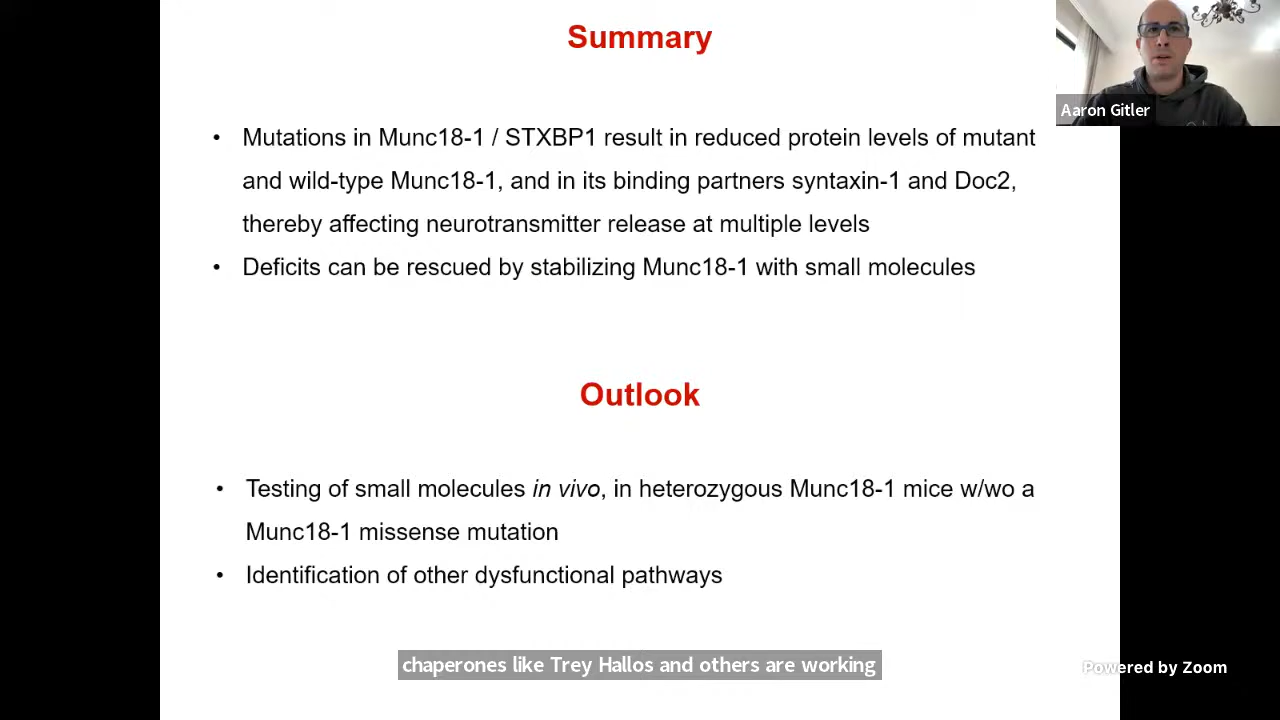 Summary
Aaron Gitler
• Mutations in Munc18-1 / STXBP1 result in reduced protein levels of mutant
and wild-type Munc18-1, and in its binding partners syntaxin-1 and Doc2,
thereby affecting neurotransmitter release at multiple levels
• Deficits can be rescued by stabilizing Munc18-1 with small molecules
Outlook
• Testing of small molecules in vivo, in heterozygous Munc18-1 mice w/wo a
Munc18-1 missense mutation
• Identification of other dysfunctional pathways
chaperones like Trey Hallos and others are working
Powered by Zoom